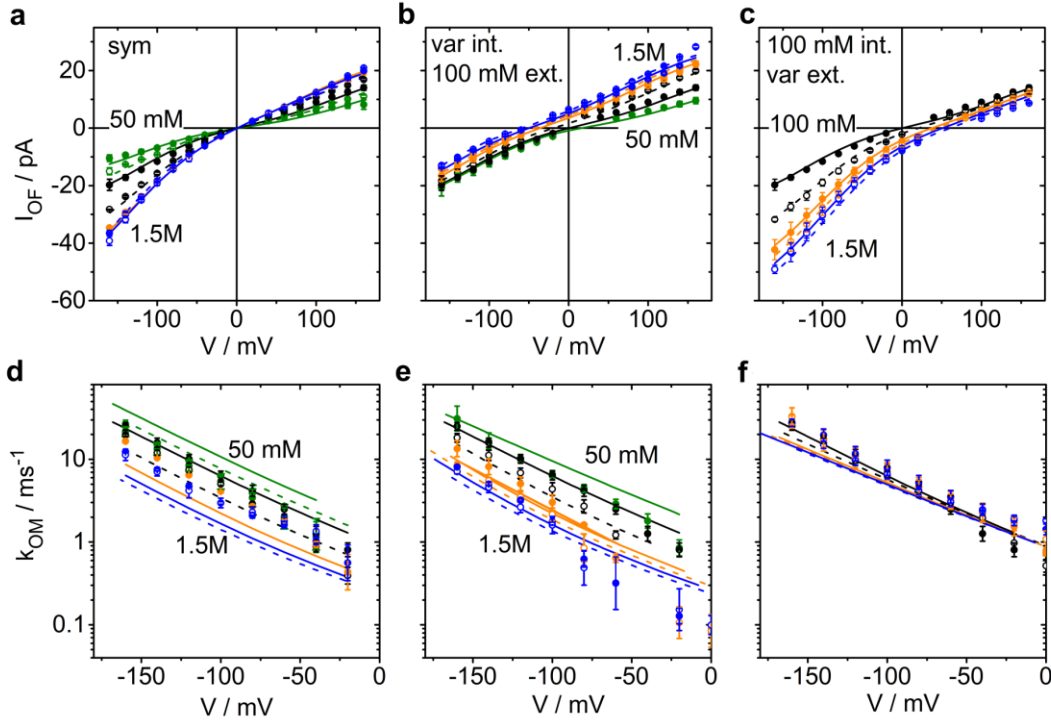 a
b
c
sym
var int.
100 mM ext.
100 mM int.
var ext.
50 mM
1.5M
1.5M
50 mM
100 mM
1.5M
I_OF / pA
20
0
-20
-40
-60
-100 0 100
-100 0 100
-100 0 100
V / mV
V / mV
V / mV
d
e
f
50 mM
1.5M
50 mM
1.5M
k_OM / ms⁻¹
10
1
0.1
-150 -100 -50 0
-150 -100 -50 0
-150 -100 -50 0
V / mV
V / mV
V / mV